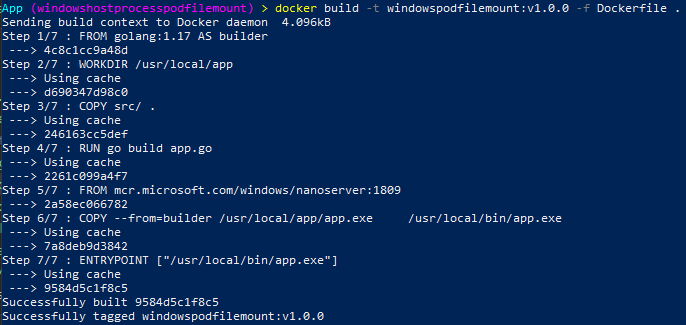 App (windowshostprocesspodfilemount) > docker build -t windowspodfilemount:v1.0.0 -f Dockerfile .
Sending build context to Docker daemon  4.096kB
Step 1/7 : FROM golang:1.17 AS builder
 ---> 4c8c1cc9a48d
Step 2/7 : WORKDIR /usr/local/app
 ---> Using cache
 ---> d690347d98c0
Step 3/7 : COPY src/ .
 ---> Using cache
 ---> 246163cc5def
Step 4/7 : RUN go build app.go
 ---> Using cache
 ---> 2261c099a4f7
Step 5/7 : FROM mcr.microsoft.com/windows/nanoserver:1809
 ---> 2a58ec066782
Step 6/7 : COPY --from=builder /usr/local/app/app.exe     /usr/local/bin/app.exe
 ---> Using cache
 ---> 7a8deb9d3842
Step 7/7 : ENTRYPOINT ["/usr/local/bin/app.exe"]
 ---> Using cache
 ---> 9584d5c1f8c5
Successfully built 9584d5c1f8c5
Successfully tagged windowspodfilemount:v1.0.0